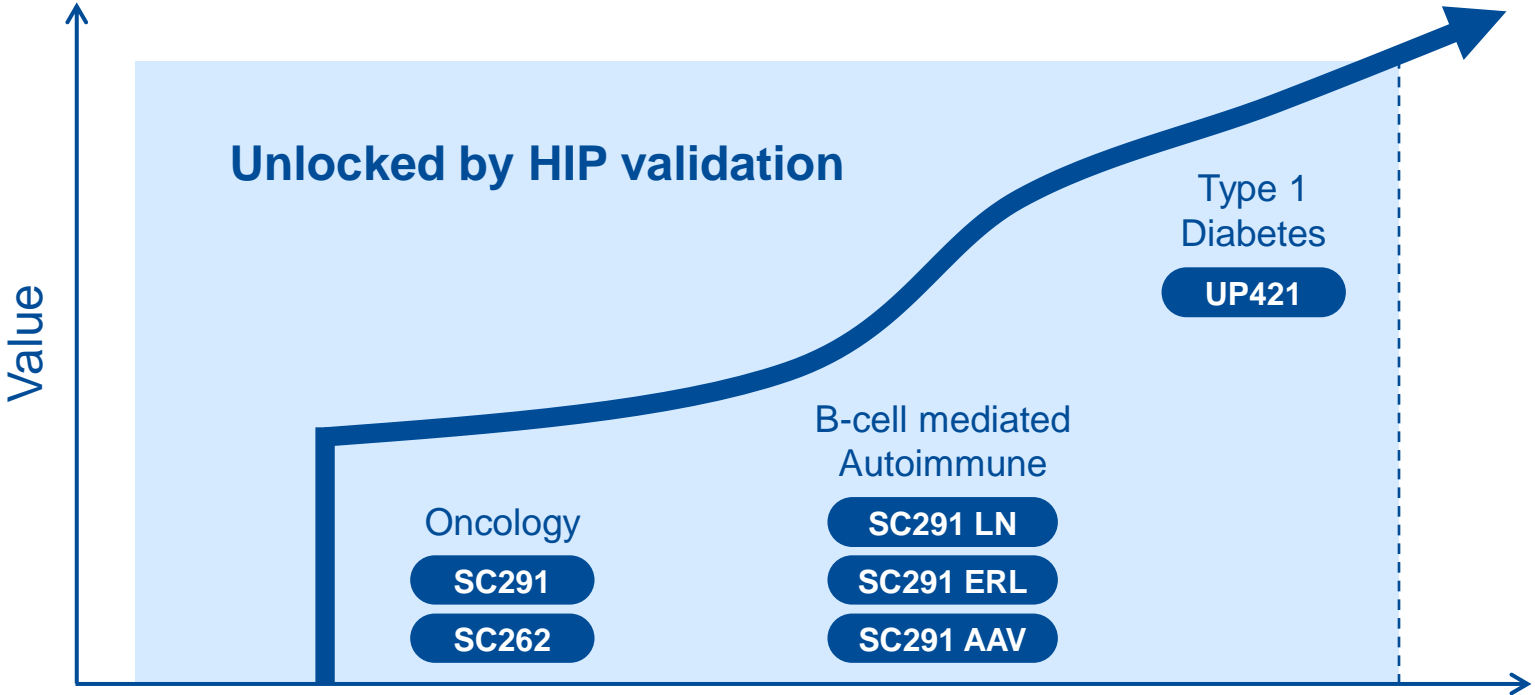 Value
Unlocked by HIP validation
Oncology
SC291
SC262
B-cell mediated
Autoimmune
SC291 LN
SC291 ERL
SC291 AAV
Type 1
Diabetes
UP421